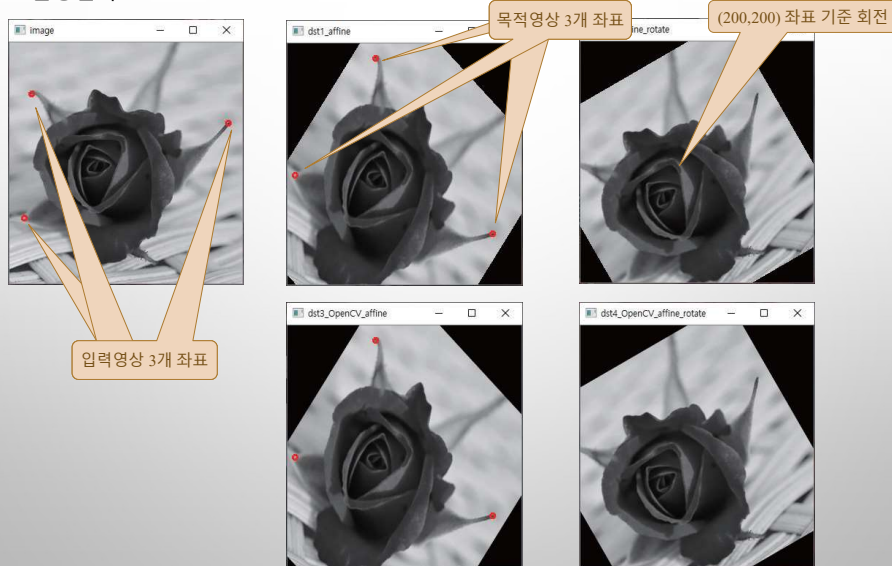 image
dst1_affine
목적영상 3개 좌표
(200,200) 좌표 기준 회전
ine_rotate
입력영상 3개 좌표
dst3_OpenCV_affine
dst4_OpenCV_affine_rotate